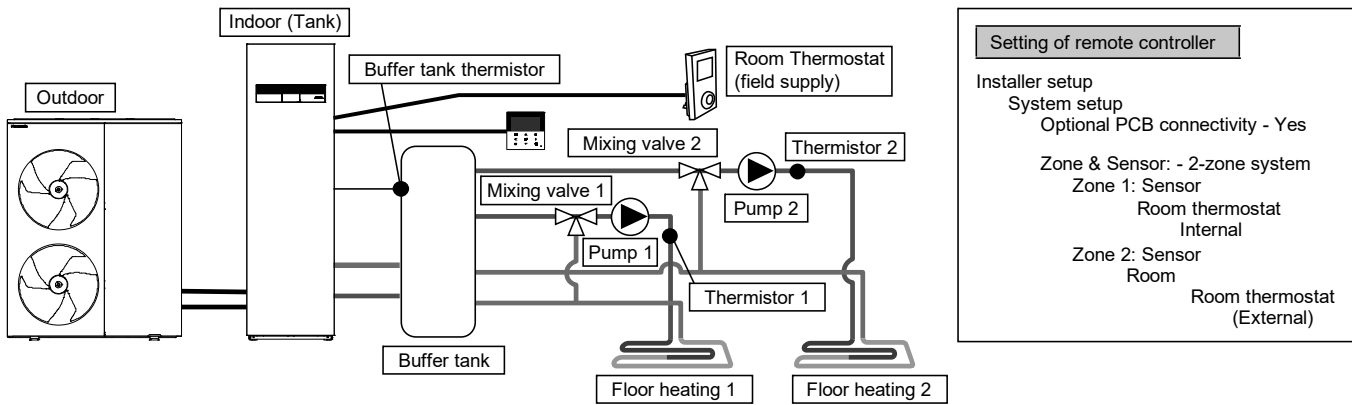 Indoor (Tank)
Outdoor
Buffer tank thermistor
Room Thermostat
(field supply)
Mixing valve 2
Thermistor 2
Mixing valve 1
Pump 2
Pump 1
Thermistor 1
Buffer tank
Floor heating 1
Floor heating 2
Setting of remote controller
Installer setup
System setup
Optional PCB connectivity - Yes
Zone & Sensor: - 2-zone system
Zone 1: Sensor
Room thermostat
Internal
Zone 2: Sensor
Room
Room thermostat
(External)